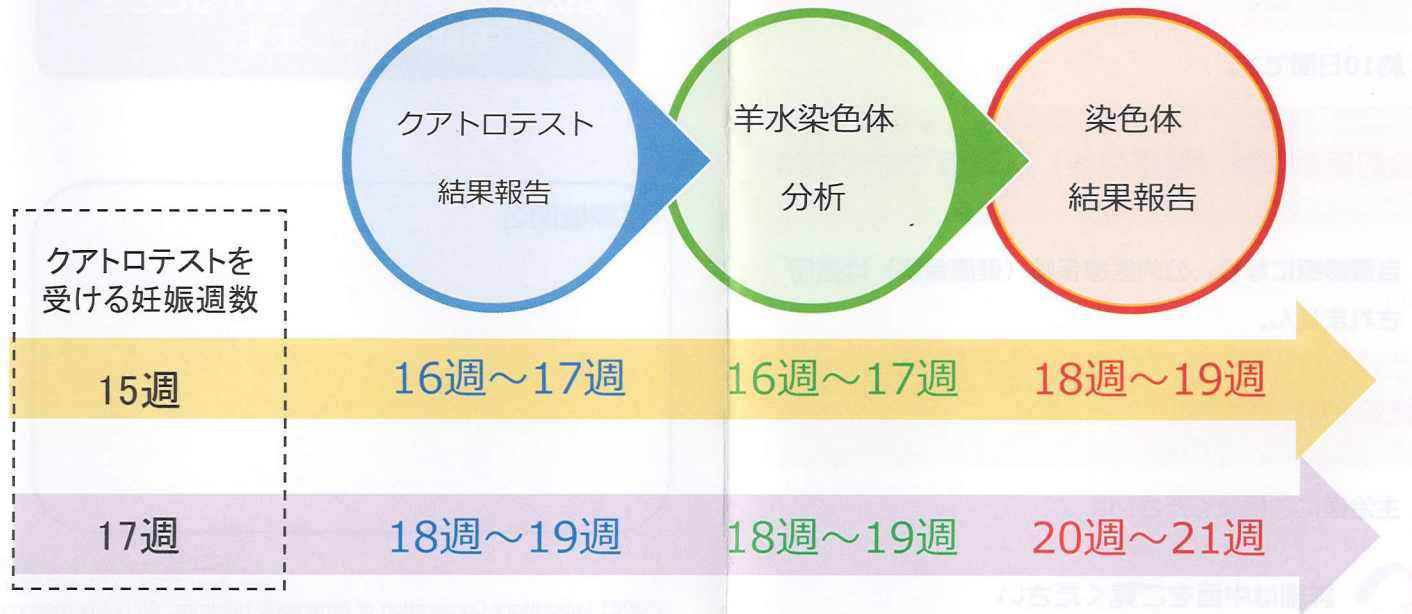 クアトロテスト
結果報告
羊水染色体
分析
染色体
結果報告
クアトロテストを
受ける妊娠週数
15週
16週~17週
16週~17週
18週~19週
17週
18週~19週
18週~19週
20週~21週